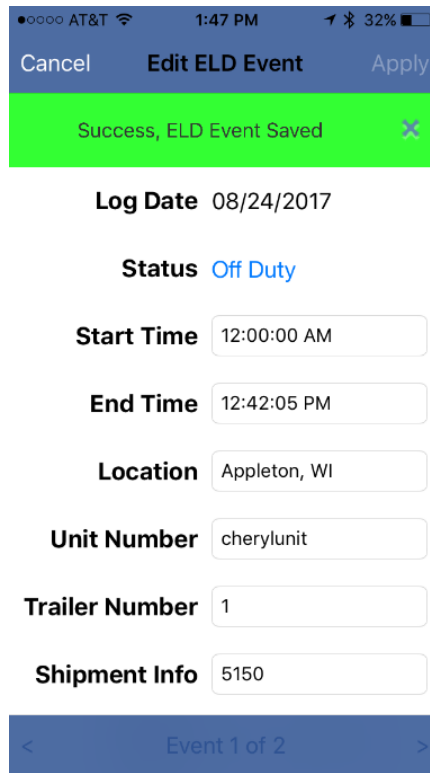 AT&T 1:47 PM 32%
Cancel Edit ELD Event Apply
Success, ELD Event Saved
Log Date 08/24/2017
Status Off Duty
Start Time 12:00:00 AM
End Time 12:42:05 PM
Location Appleton, WI
Unit Number cherylunit
Trailer Number 1
Shipment Info 5150
< Event 1 of 2 >